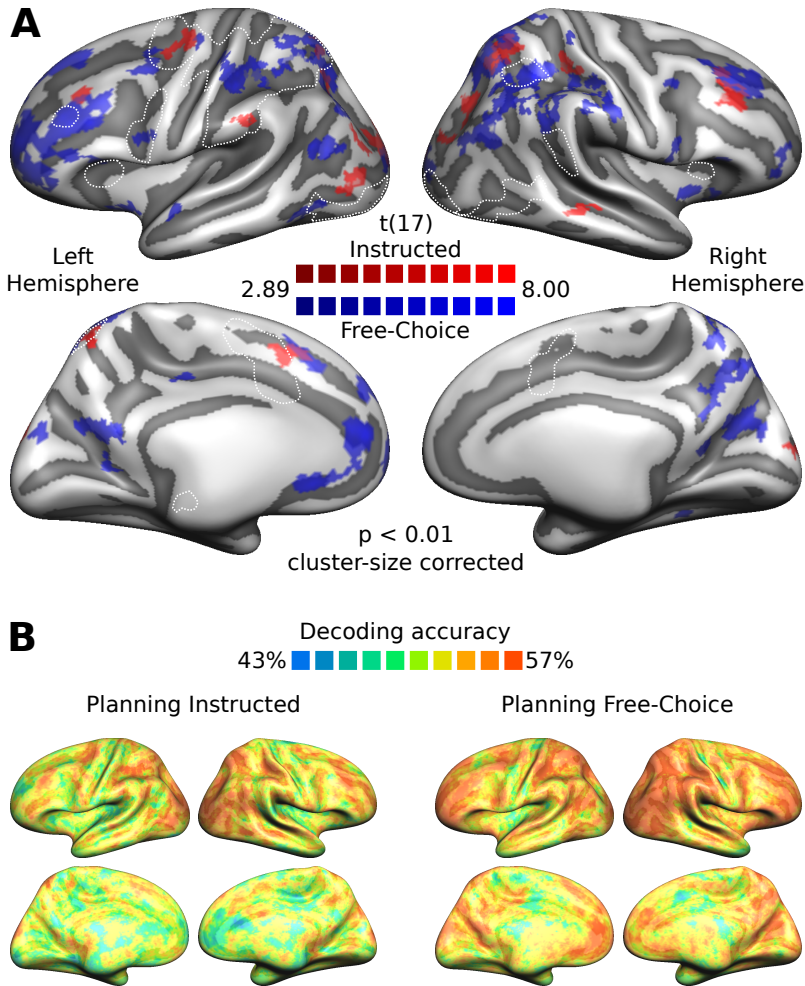 A
t(17)
Instructed
Left
Hemisphere
Right
Hemisphere
2.89
8.00
Free-Choice
p < 0.01
cluster-size corrected
B
Decoding accuracy
43%
57%
Planning Instructed
Planning Free-Choice